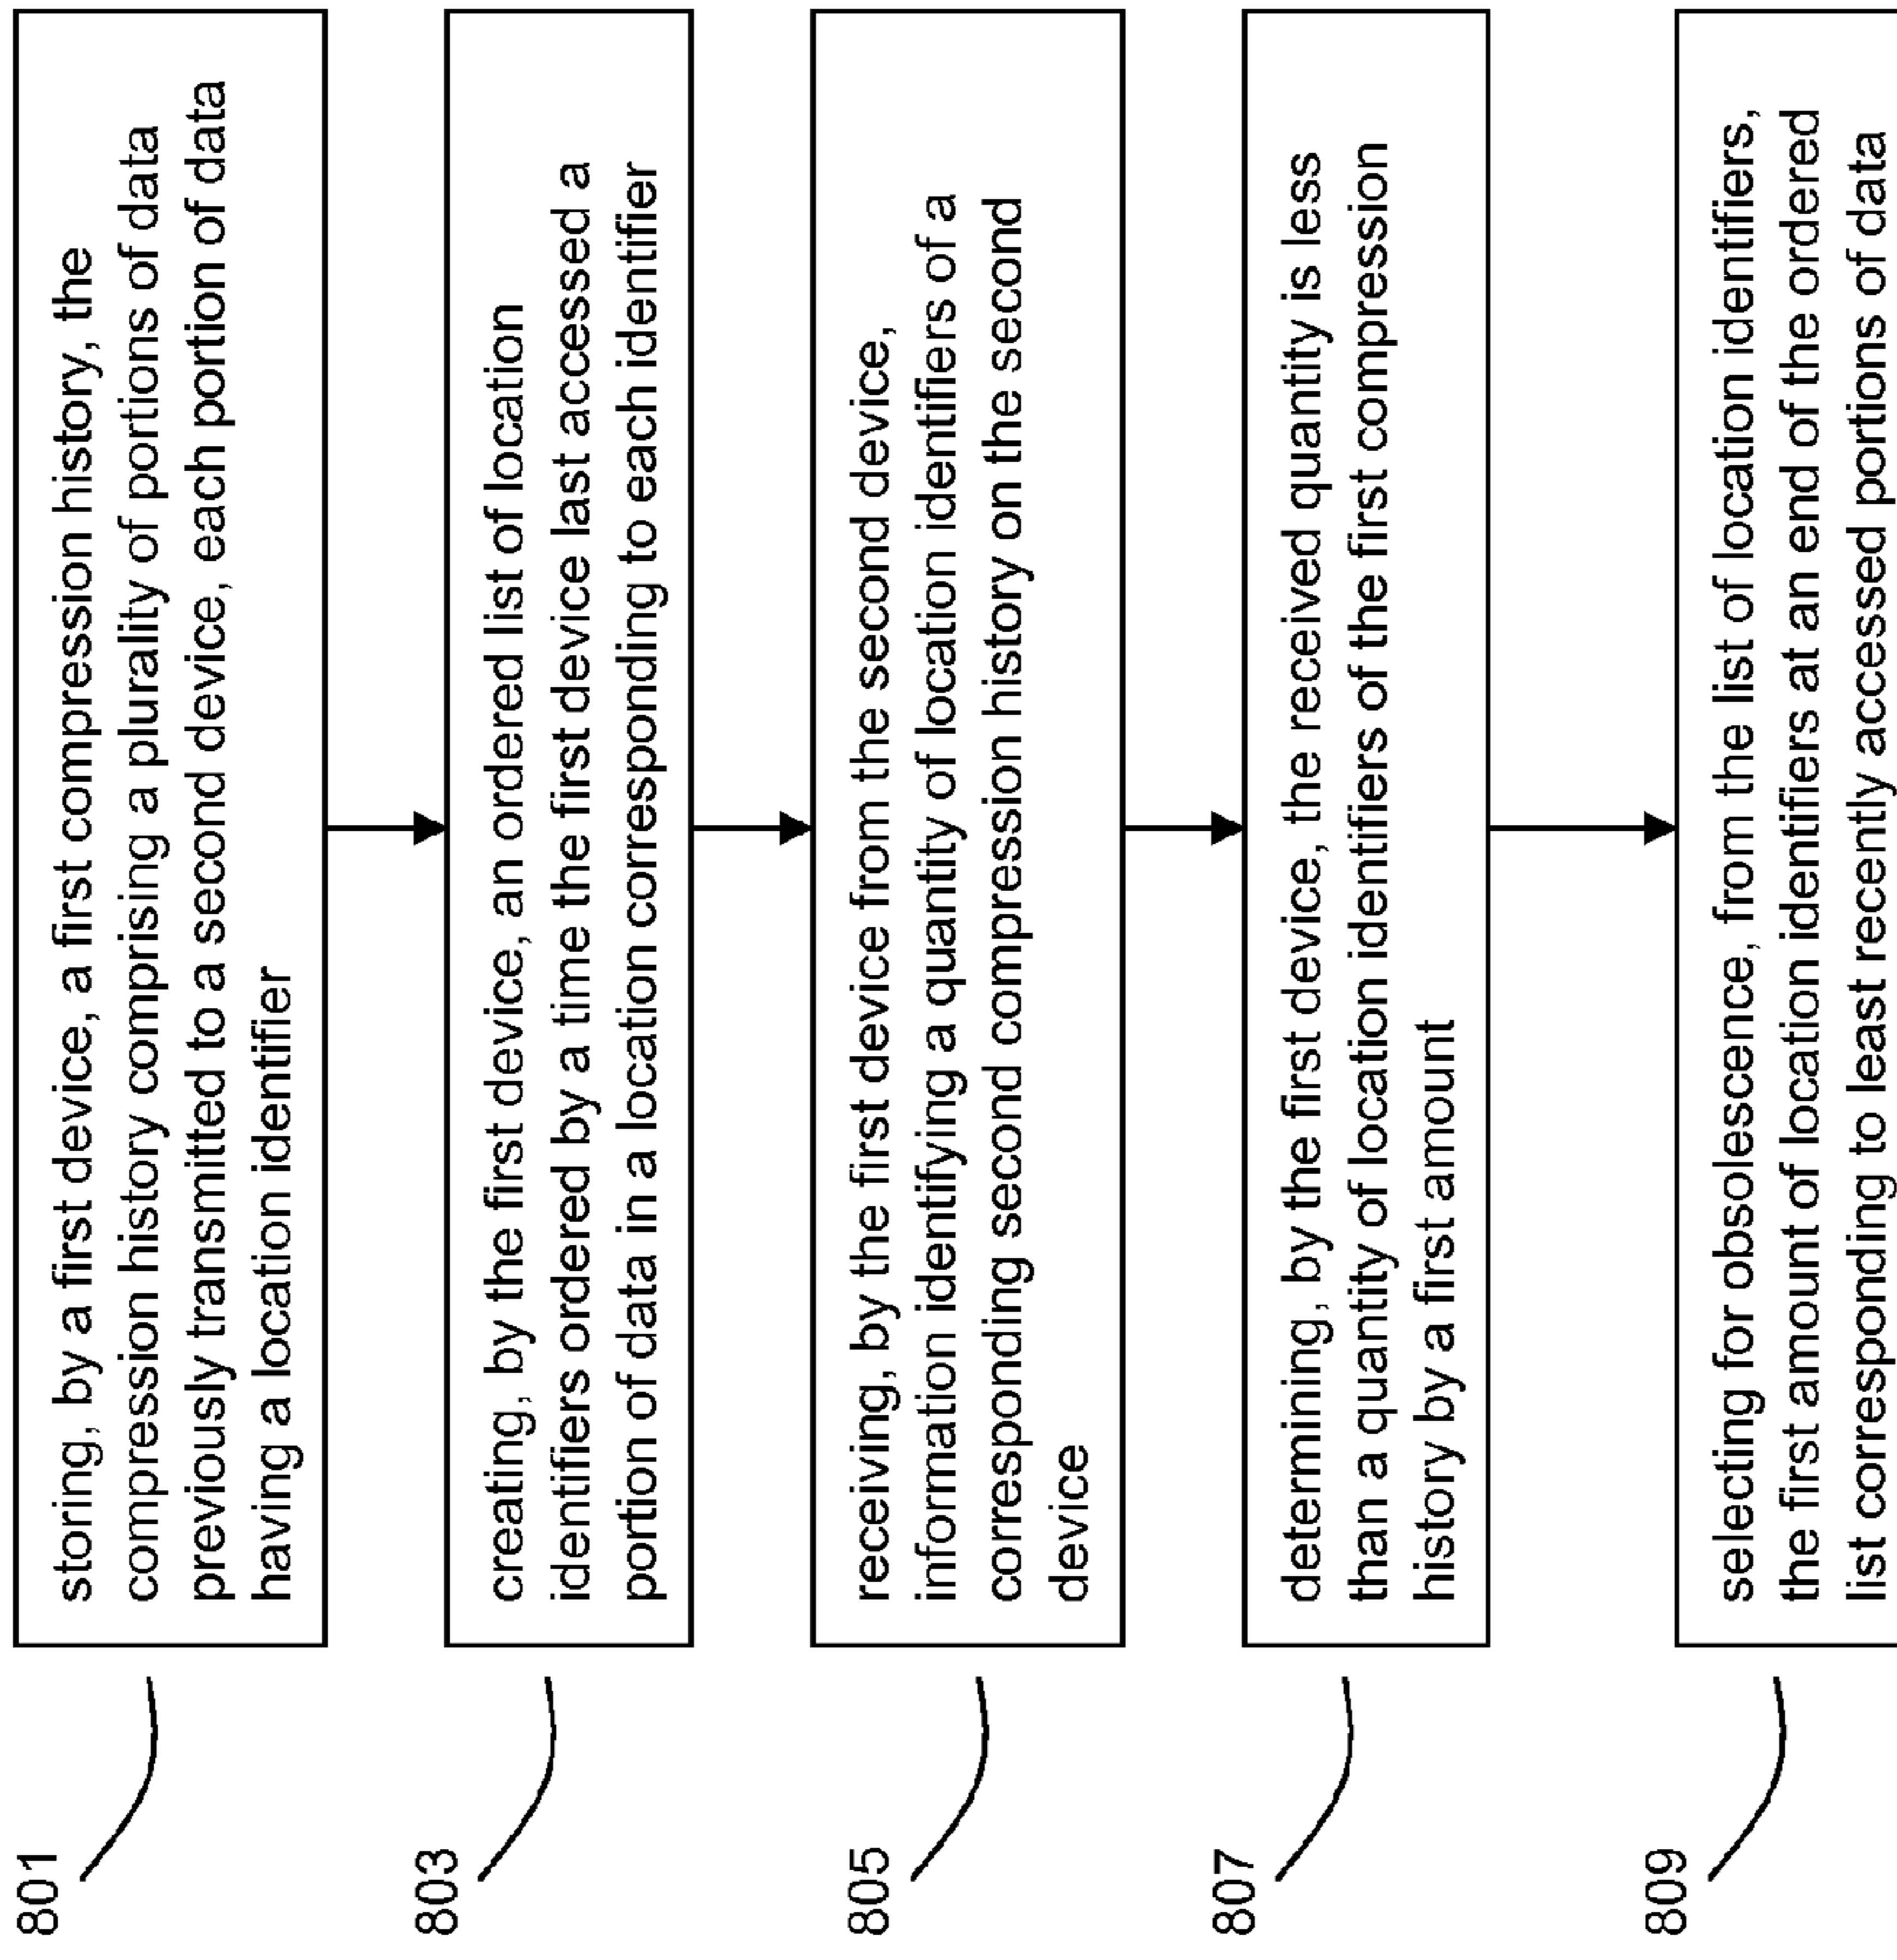 801
storing, by a first device, a first compression history, the
compression history comprising a plurality of portions of data
previously transmitted to a second device, each portion of data
having a location identifier
803
creating, by the first device, an ordered list of location
identifiers ordered by a time the first device last accessed a
portion of data in a location corresponding to each identifier
805
receiving, by the first device from the second device,
information identifying a quantity of location identifiers of a
corresponding second compression history on the second
device
807
determining, by the first device, the received quantity is less
than a quantity of location identifiers of the first compression
history by a first amount
809
selecting for obsolescence, from the list of location identifiers,
the first amount of location identifiers at an end of the ordered
list corresponding to least recently accessed portions of data